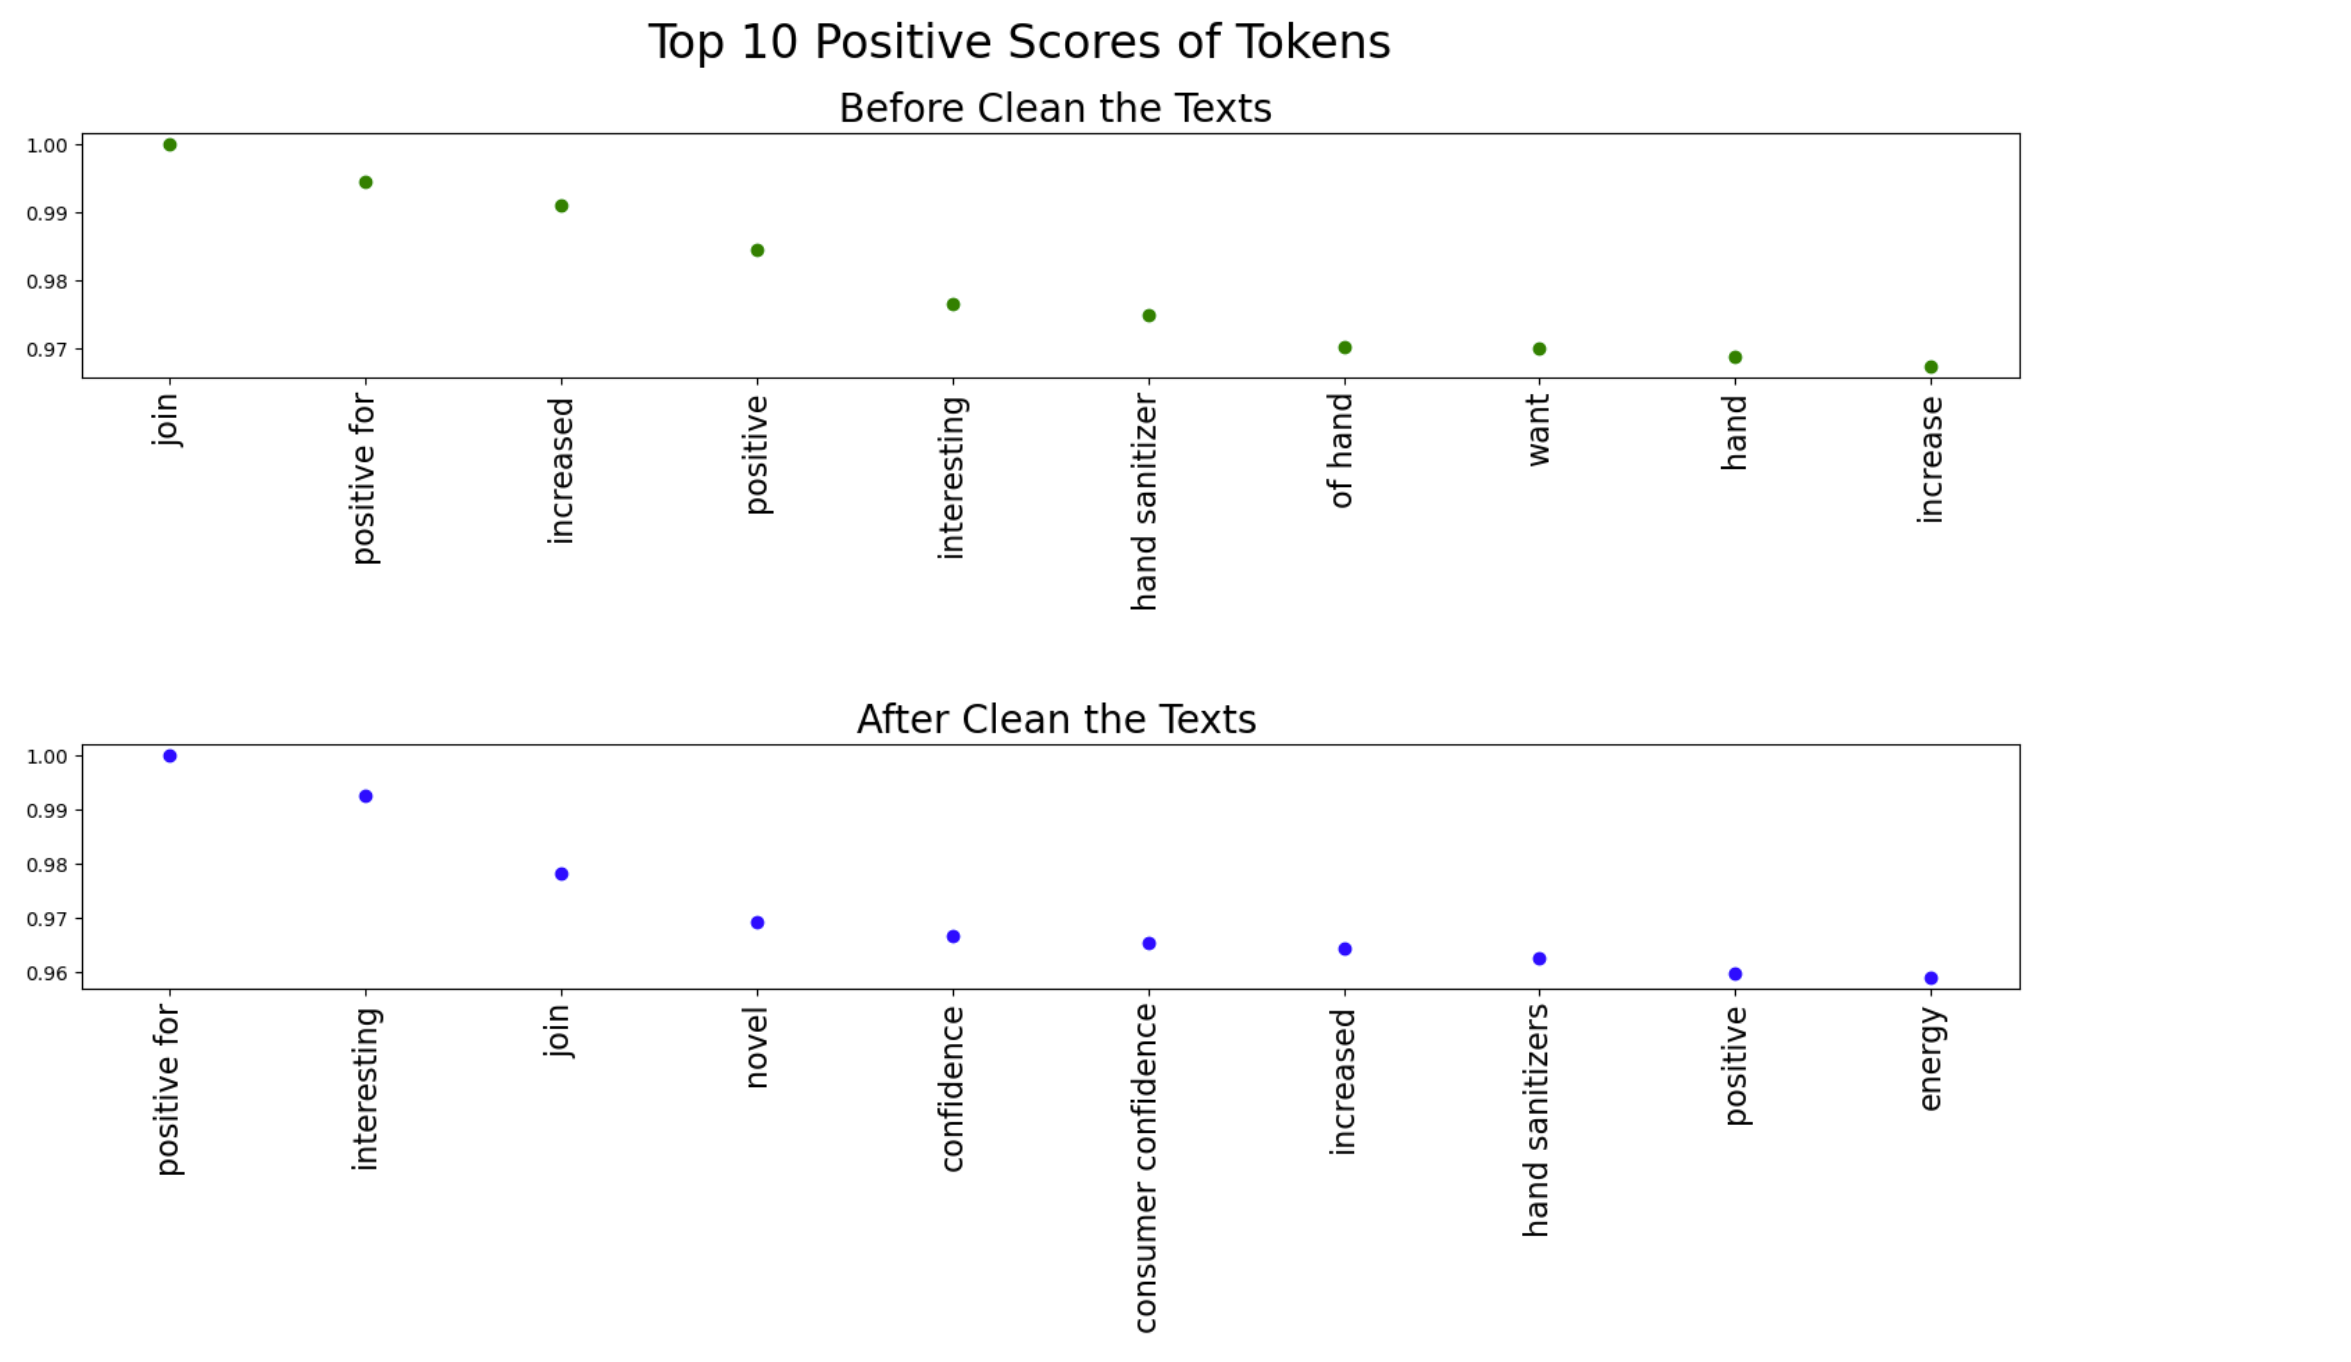 Top 10 Positive Scores of Tokens
Before Clean the Texts
1.00
0.99
0.98
0.97
join
positive for
increased
positive
interesting
hand sanitizer
of hand
want
hand
increase
After Clean the Texts
1.00
0.99
0.98
0.97
0.96
positive for
interesting
join
novel
confidence
consumer confidence
increased
hand sanitizers
positive
energy